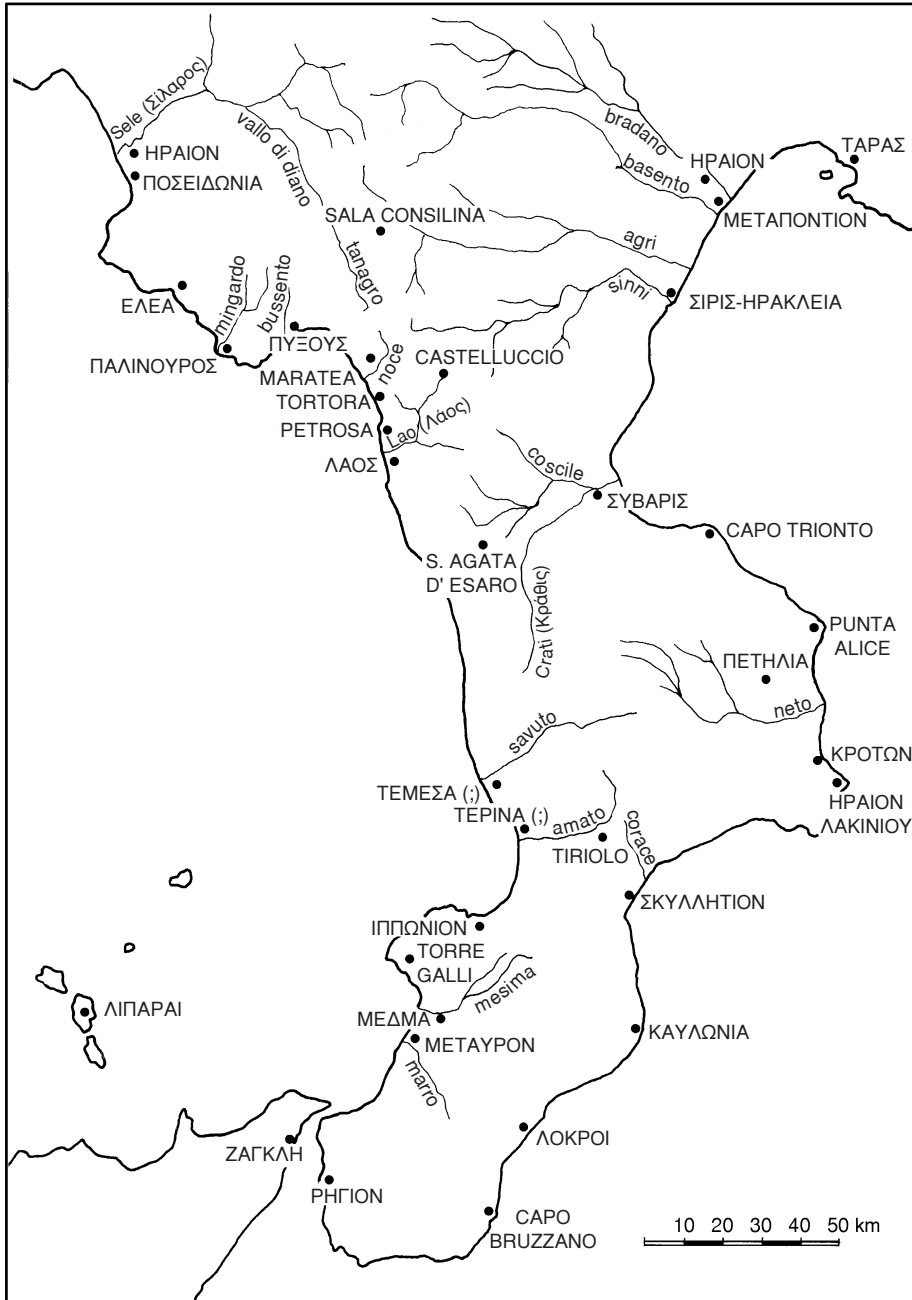 Sele (Σίλαρος)
vallo di diano
bradano
ΤΑΡΑΣ
ΗΡΑΙΟΝ
ΗΡΑΙΟΝ
basento
ΠΟΣΕΙΔΩΝΙΑ
ΜΕΤΑΠΟΝΤΙΟΝ
SALA CONSILINA
agri
tanagro
mingardo
bussento
sinni
ΕΛΕΑ
ΣΙΡΙΣ-ΗΡΑΚΛΕΙΑ
ΠΥΞΟΥΣ
ΠΑΛΙΝΟΥΡΟΣ
noce
CASTELLUCCIO
MARATEA
TORTORA
PETROSA
Lao (Λάος)
ΛΑΟΣ
coscile
ΣΥΒΑΡΙΣ
CAPO TRIONTO
S. AGATA
D' ESARO
Crati (Κράθις)
PUNTA
ALICE
ΠΕΤΗΛΙΑ
neto
savuto
ΚΡΟΤΩΝ
ΤΕΜΕΣΑ (;)
ΗΡΑΙΟΝ
ΛΑΚΙΝΙΟΥ
ΤΕΡΙΝΑ (;)
amato
corace
TIRIOLO
ΣΚΥΛΛΗΤΙΟΝ
ΙΠΠΩΝΙΟΝ
TORRE
GALLI
mesima
ΛΙΠΑΡΑΙ
ΜΕΔΜΑ
ΚΑΥΛΩΝΙΑ
ΜΕΤΑΥΡΟΝ
marro
ΛΟΚΡΟΙ
ΖΑΓΚΛΗ
ΡΗΓΙΟΝ
CAPO
BRUZZANO
10 20 30 40 50 km